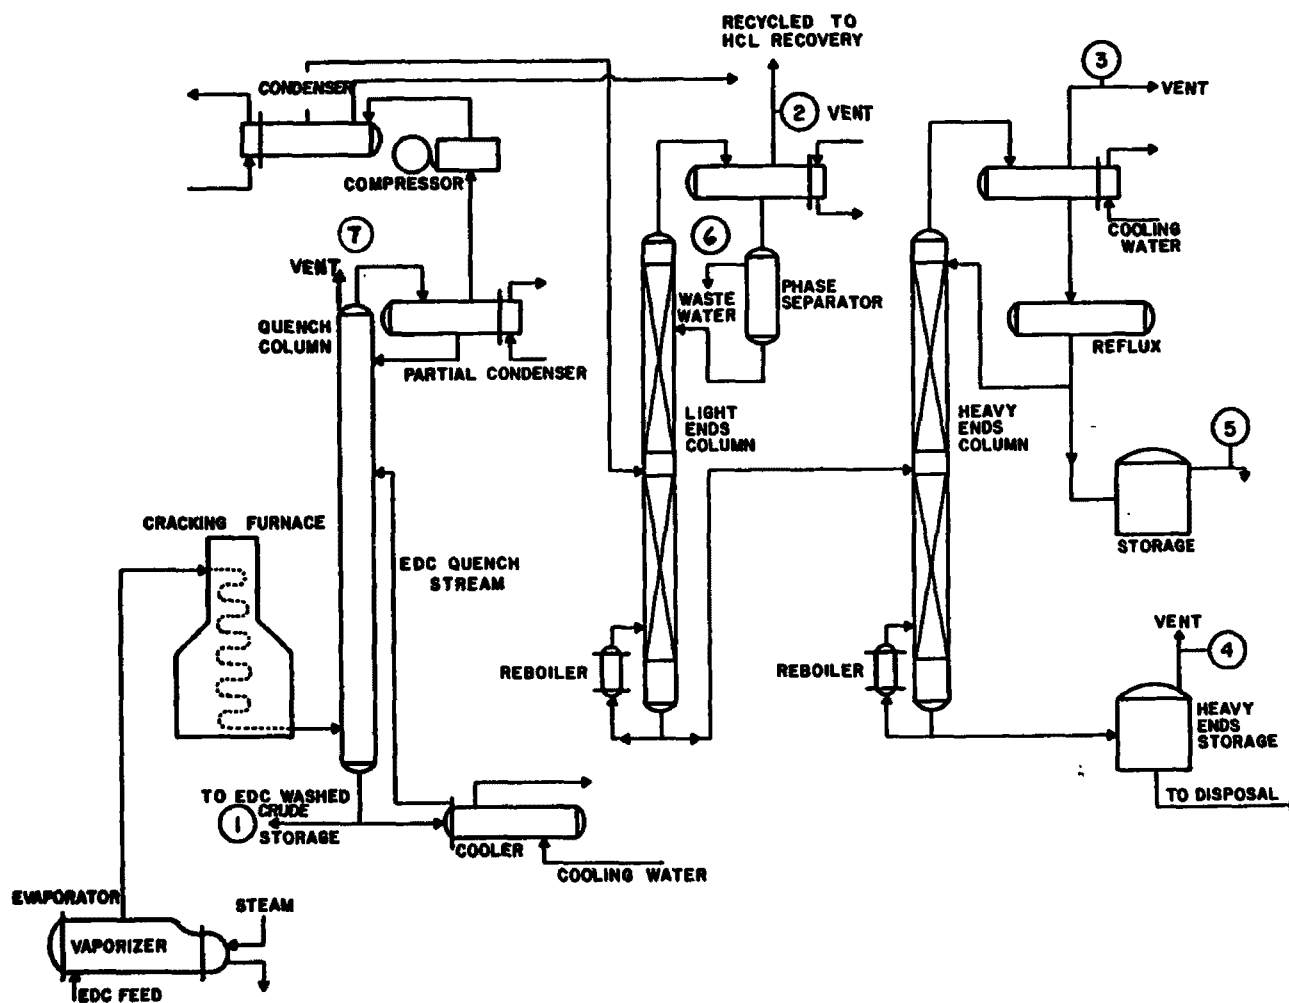 RECYCLED TO
HCL RECOVERY
3
VENT
CONDENSER
2
VENT
COMPRESSOR
COOLING
WATER
7
VENT
6
WASTE
WATER
PHASE
SEPARATOR
QUENCH
COLUMN
PARTIAL CONDENSER
REFLUX
LIGHT
ENDS
COLUMN
HEAVY
ENDS
COLUMN
5
STORAGE
CRACKING FURNACE
EDC QUENCH
STREAM
VENT
4
REBOILER
REBOILER
HEAVY
ENDS
STORAGE
TO DISPOSAL
TO EDC WASHED
CRUDE
STORAGE
1
COOLER
COOLING WATER
EVAPORATOR
STEAM
VAPORIZER
EDC FEED